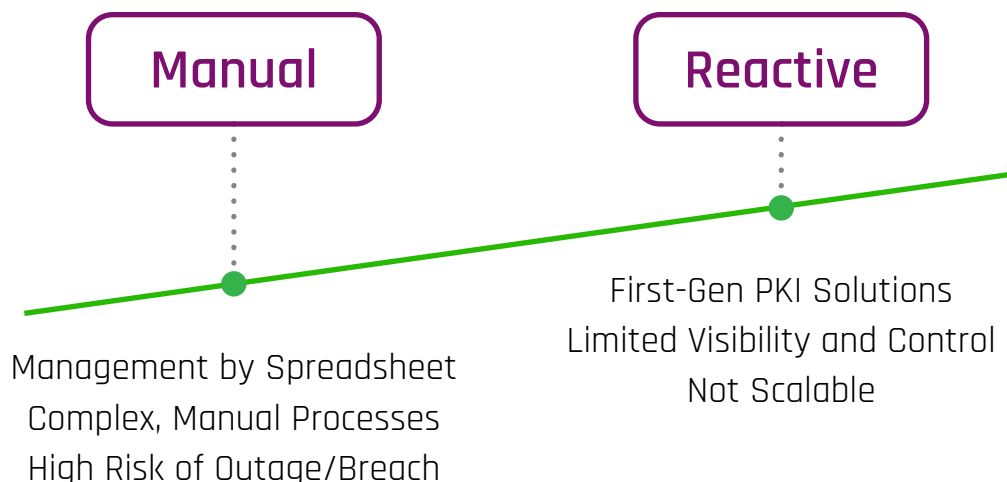 Manual
Management by Spreadsheet
Complex, Manual Processes
High Risk of Outage/Breach
Reactive
First-Gen PKI Solutions
Limited Visibility and Control
Not Scalable